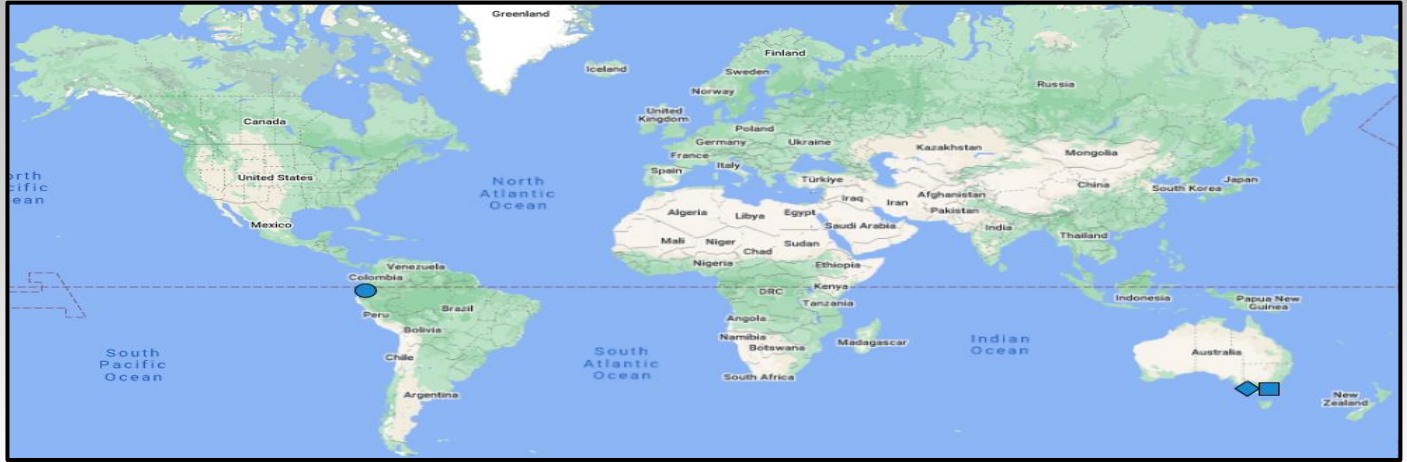 Greenland
Iceland
Finland
Sweden
Norway
Russia
United
Kingdom
Poland
Germany
Ukraine
France
Italy
Spain
Türkiye
Kazakhstan
Mongolia
China
South Korea
Japan
Afghanistan
Pakistan
Iraq
Iran
India
Thailand
Saudi Arabia
Canada
United States
Mexico
orth
cific
ean
North
Atlantic
Ocean
Algeria
Libya
Egypt
Mali
Niger
Chad
Sudan
Nigeria
Ethiopia
Venezuela
Colombia
Brazil
Peru
Bolivia
Chile
Argentina
DRC
Kenya
Tanzania
Angola
Namibia
Botswana
Madagascar
South Africa
Indonesia
Papua New
Guinea
Australia
New
Zealand
South
Pacific
Ocean
South
Atlantic
Ocean
Indian
Ocean